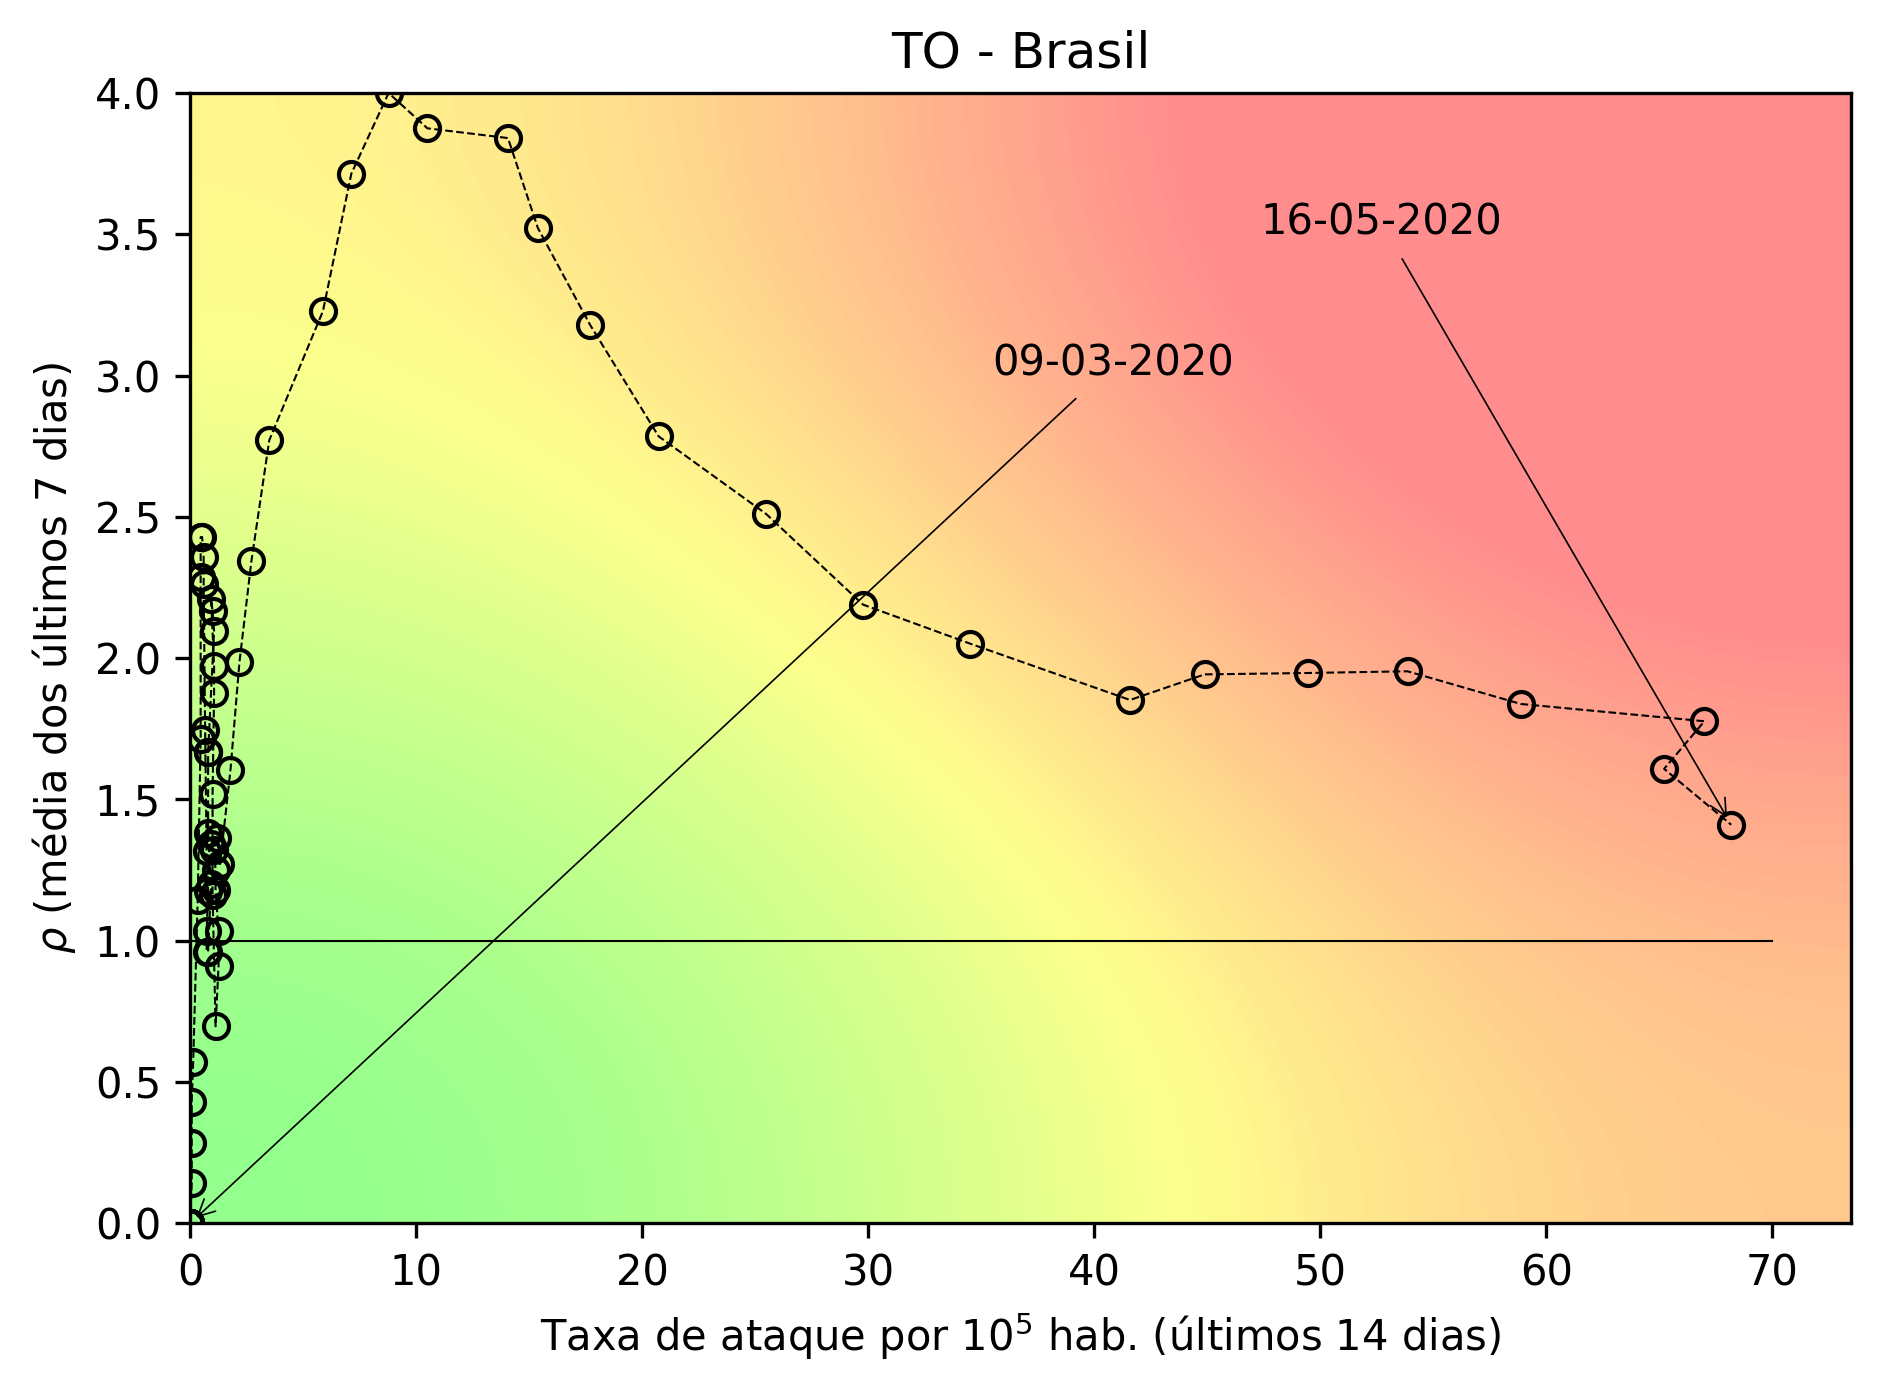 TO - Brasil
4.0
3.5
3.0
2.5
2.0
1.5
1.0
0.5
0.0
ρ (média dos últimos 7 dias)
16-05-2020
09-03-2020
0 10 20 30 40 50 60 70
Taxa de ataque por 10⁵ hab. (últimos 14 dias)